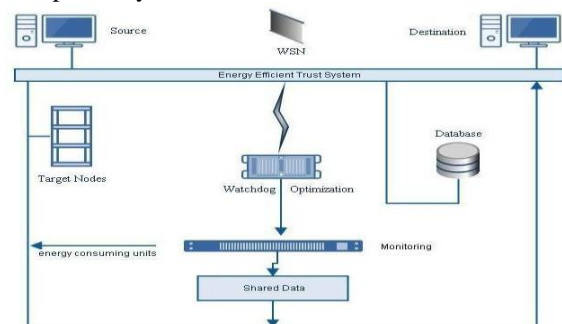 Source
WSN
Destination
Energy Efficient Trust System
Target Nodes
Database
Watchdog Optimization
energy consuming units
Monitoring
Shared Data